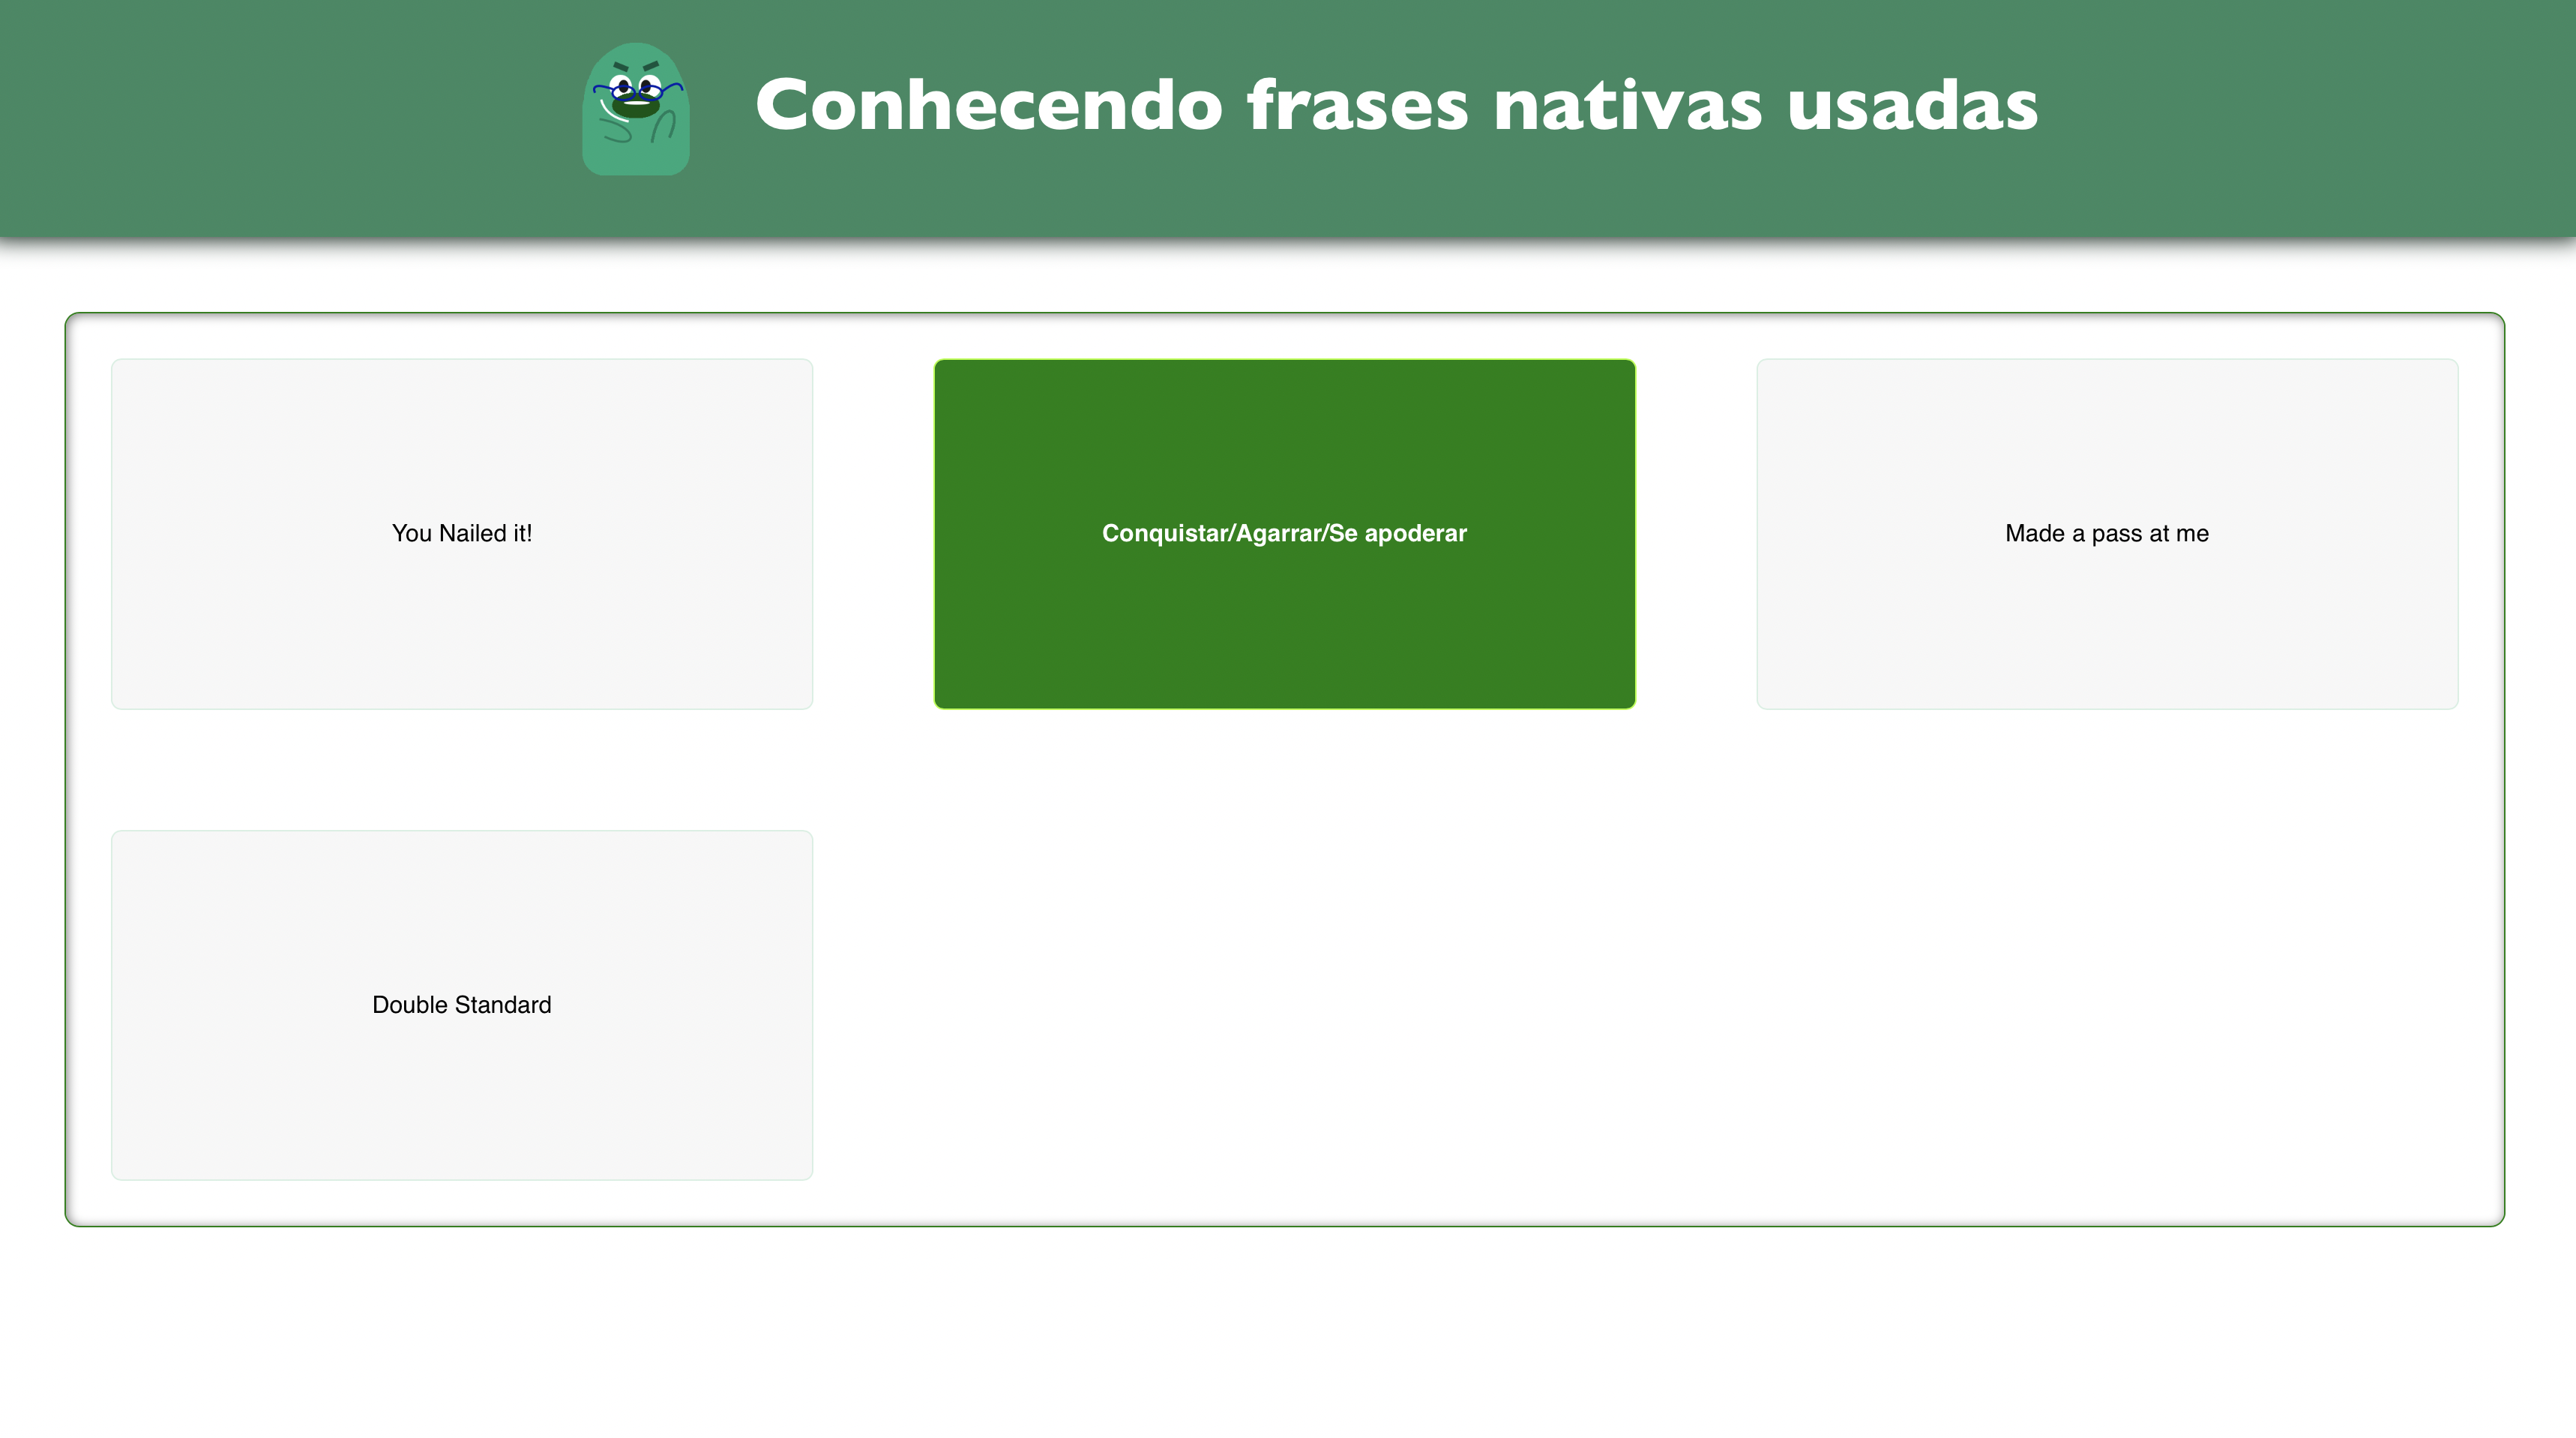 Conhecendo frases nativas usadas
You Nailed it!
Conquistar/Agarrar/Se apoderar
Made a pass at me
Double Standard